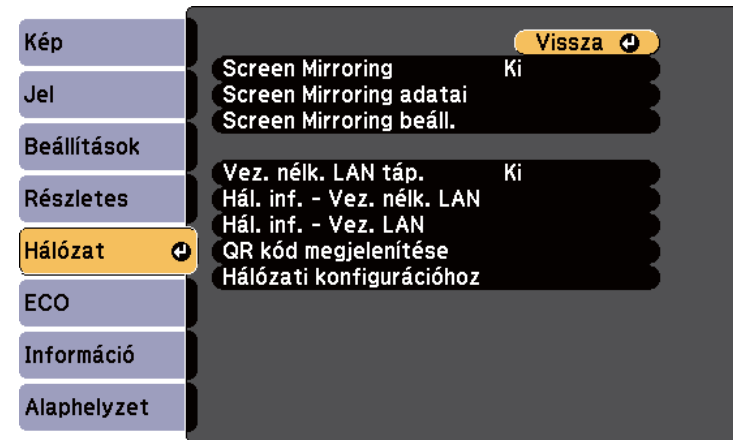 Kép
Jel
Beállítások
Részletes
Hálózat
ECO
Információ
Alaphelyzet
Vissza
Screen Mirroring Ki
Screen Mirroring adatai
Screen Mirroring beáll.
Vez. nélk. LAN táp. Ki
Hál. inf. - Vez. nélk. LAN
Hál. inf. - Vez. LAN
QR kód megjelenítése
Hálózati konfigurációhoz